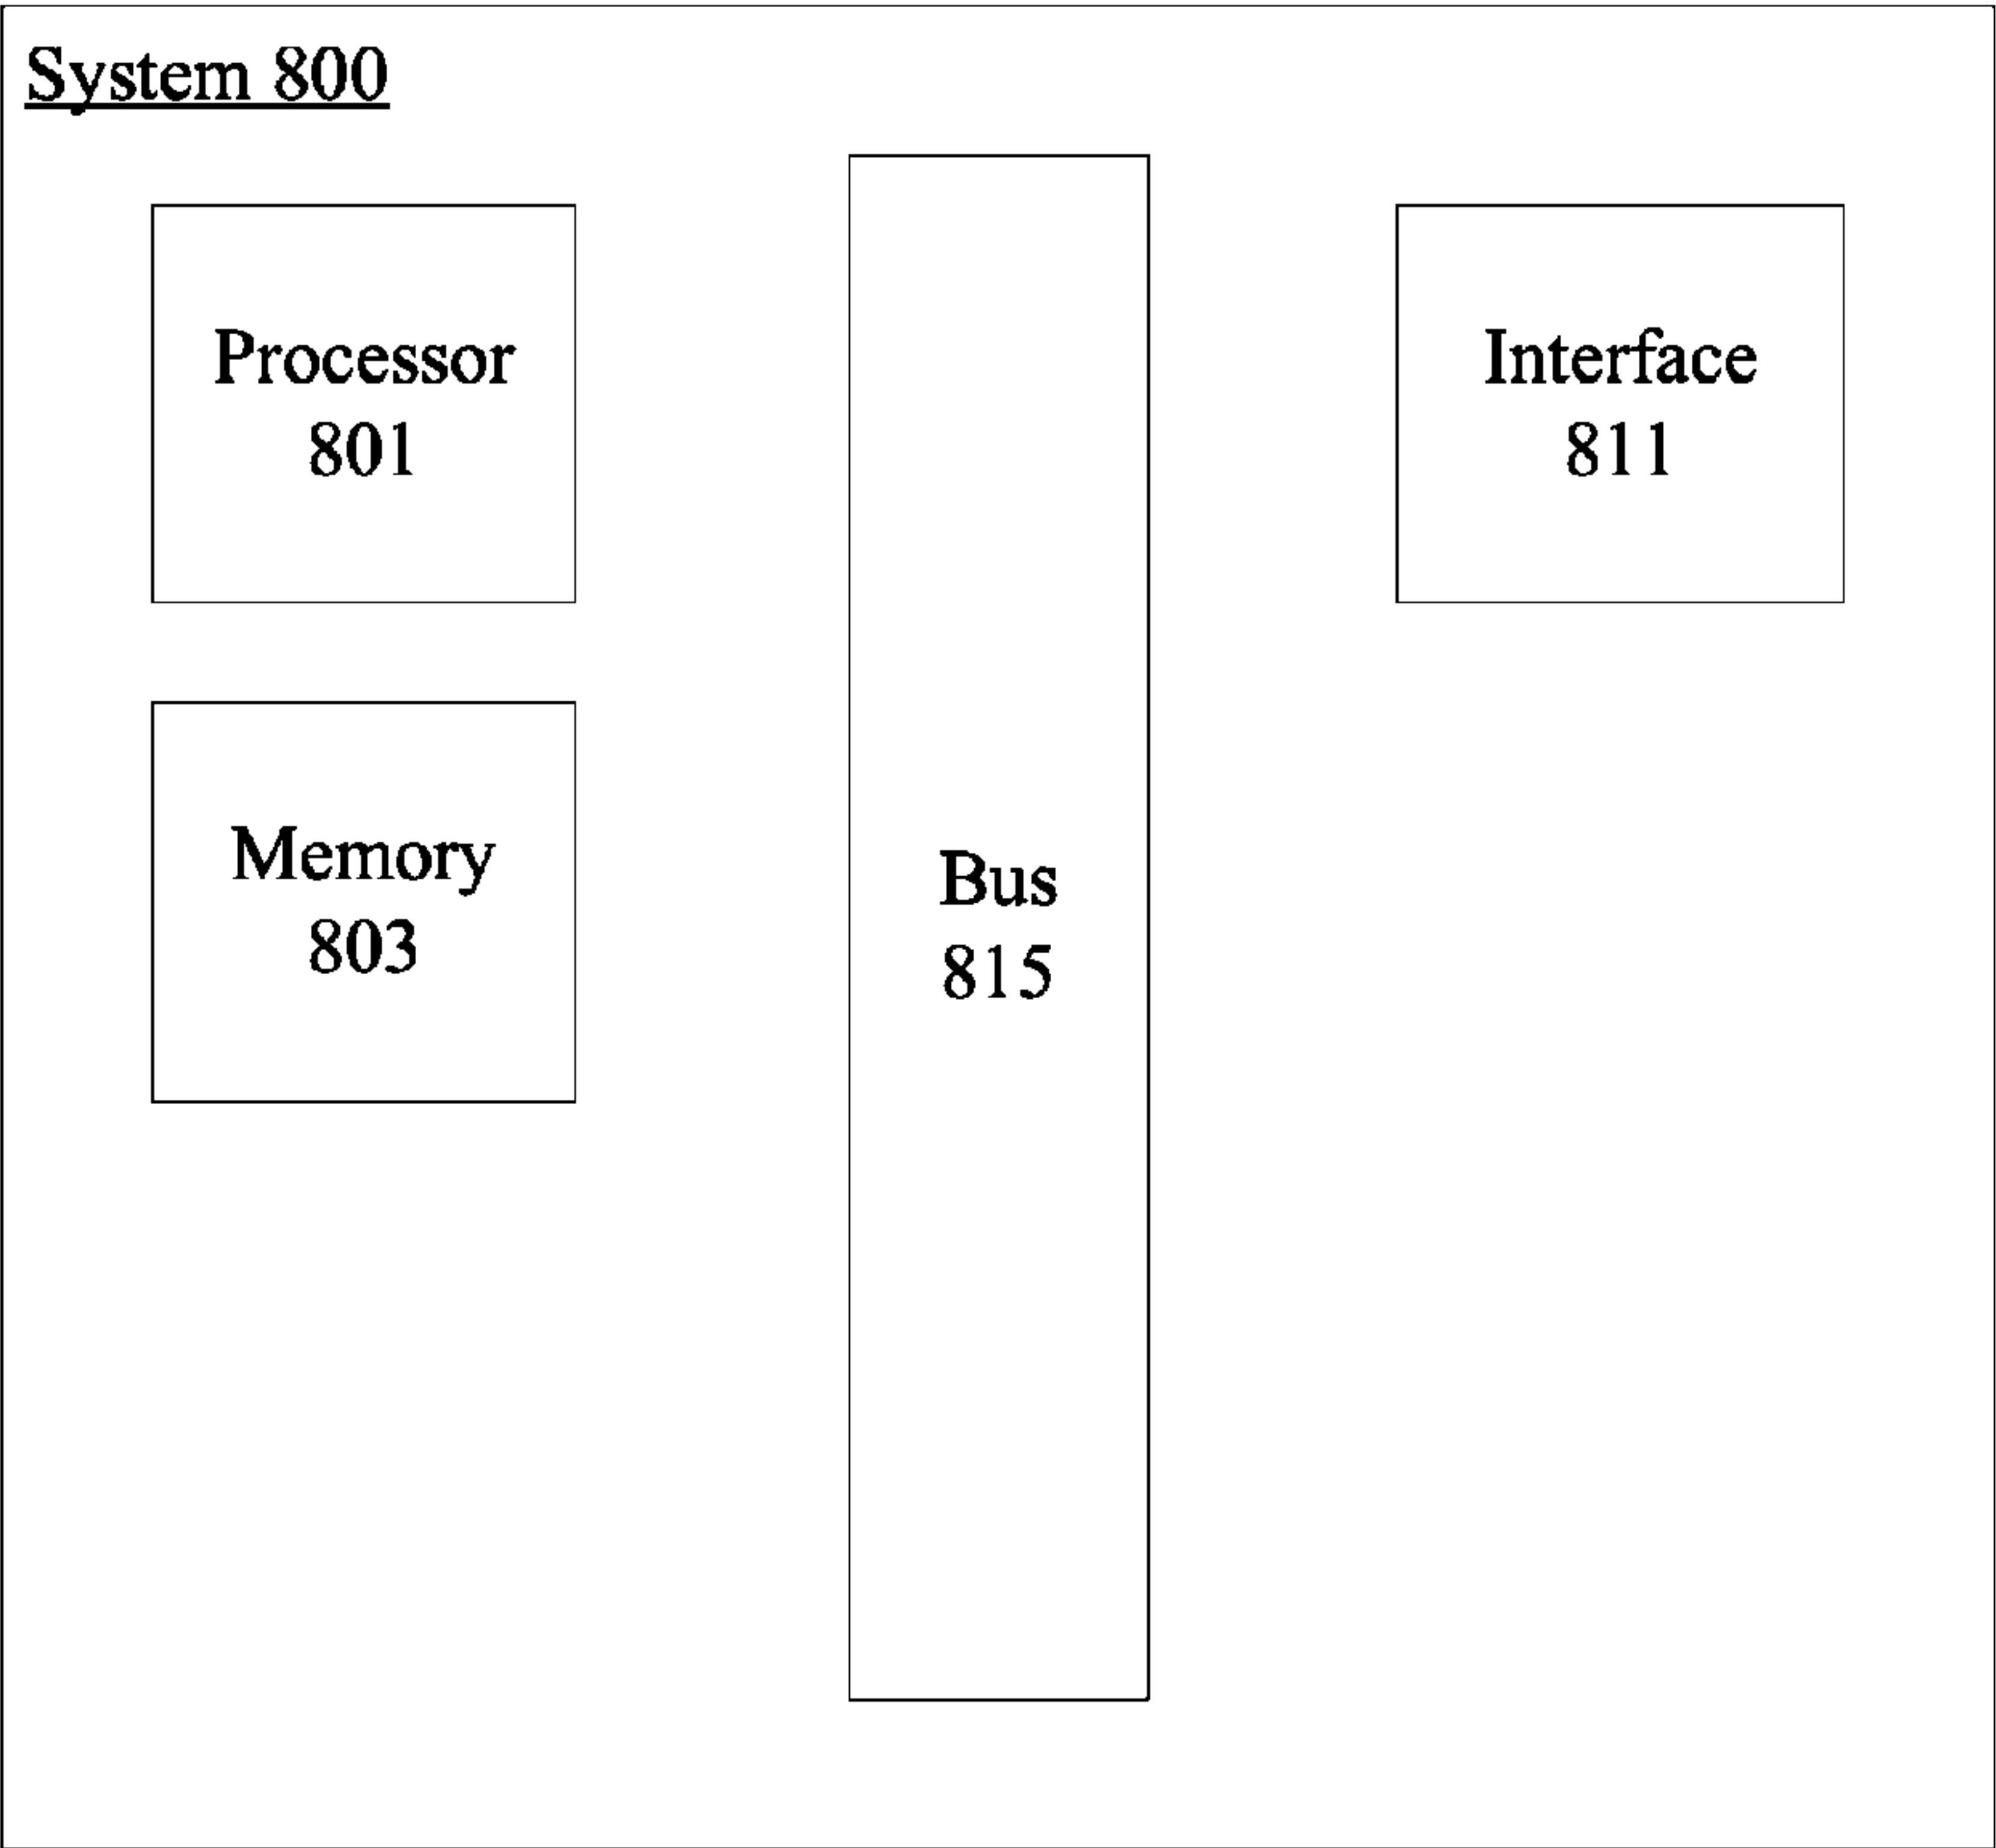 System 800
Processor
801
Interface
811
Memory
803
Bus
815